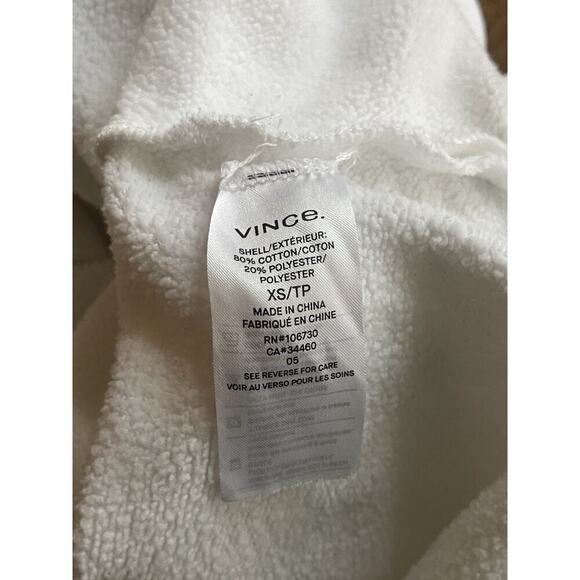 VINCe.
SHELL/EXTÉRIEUR:
80% COTTON/COTON
20% POLYESTER/
POLYESTER
XS/TP
MADE IN CHINA
FABRIQUÉ EN CHINE
RN#106730
CA#34460
05
SEE REVERSE FOR CARE
VOIR AU VERSO POUR LES SOINS